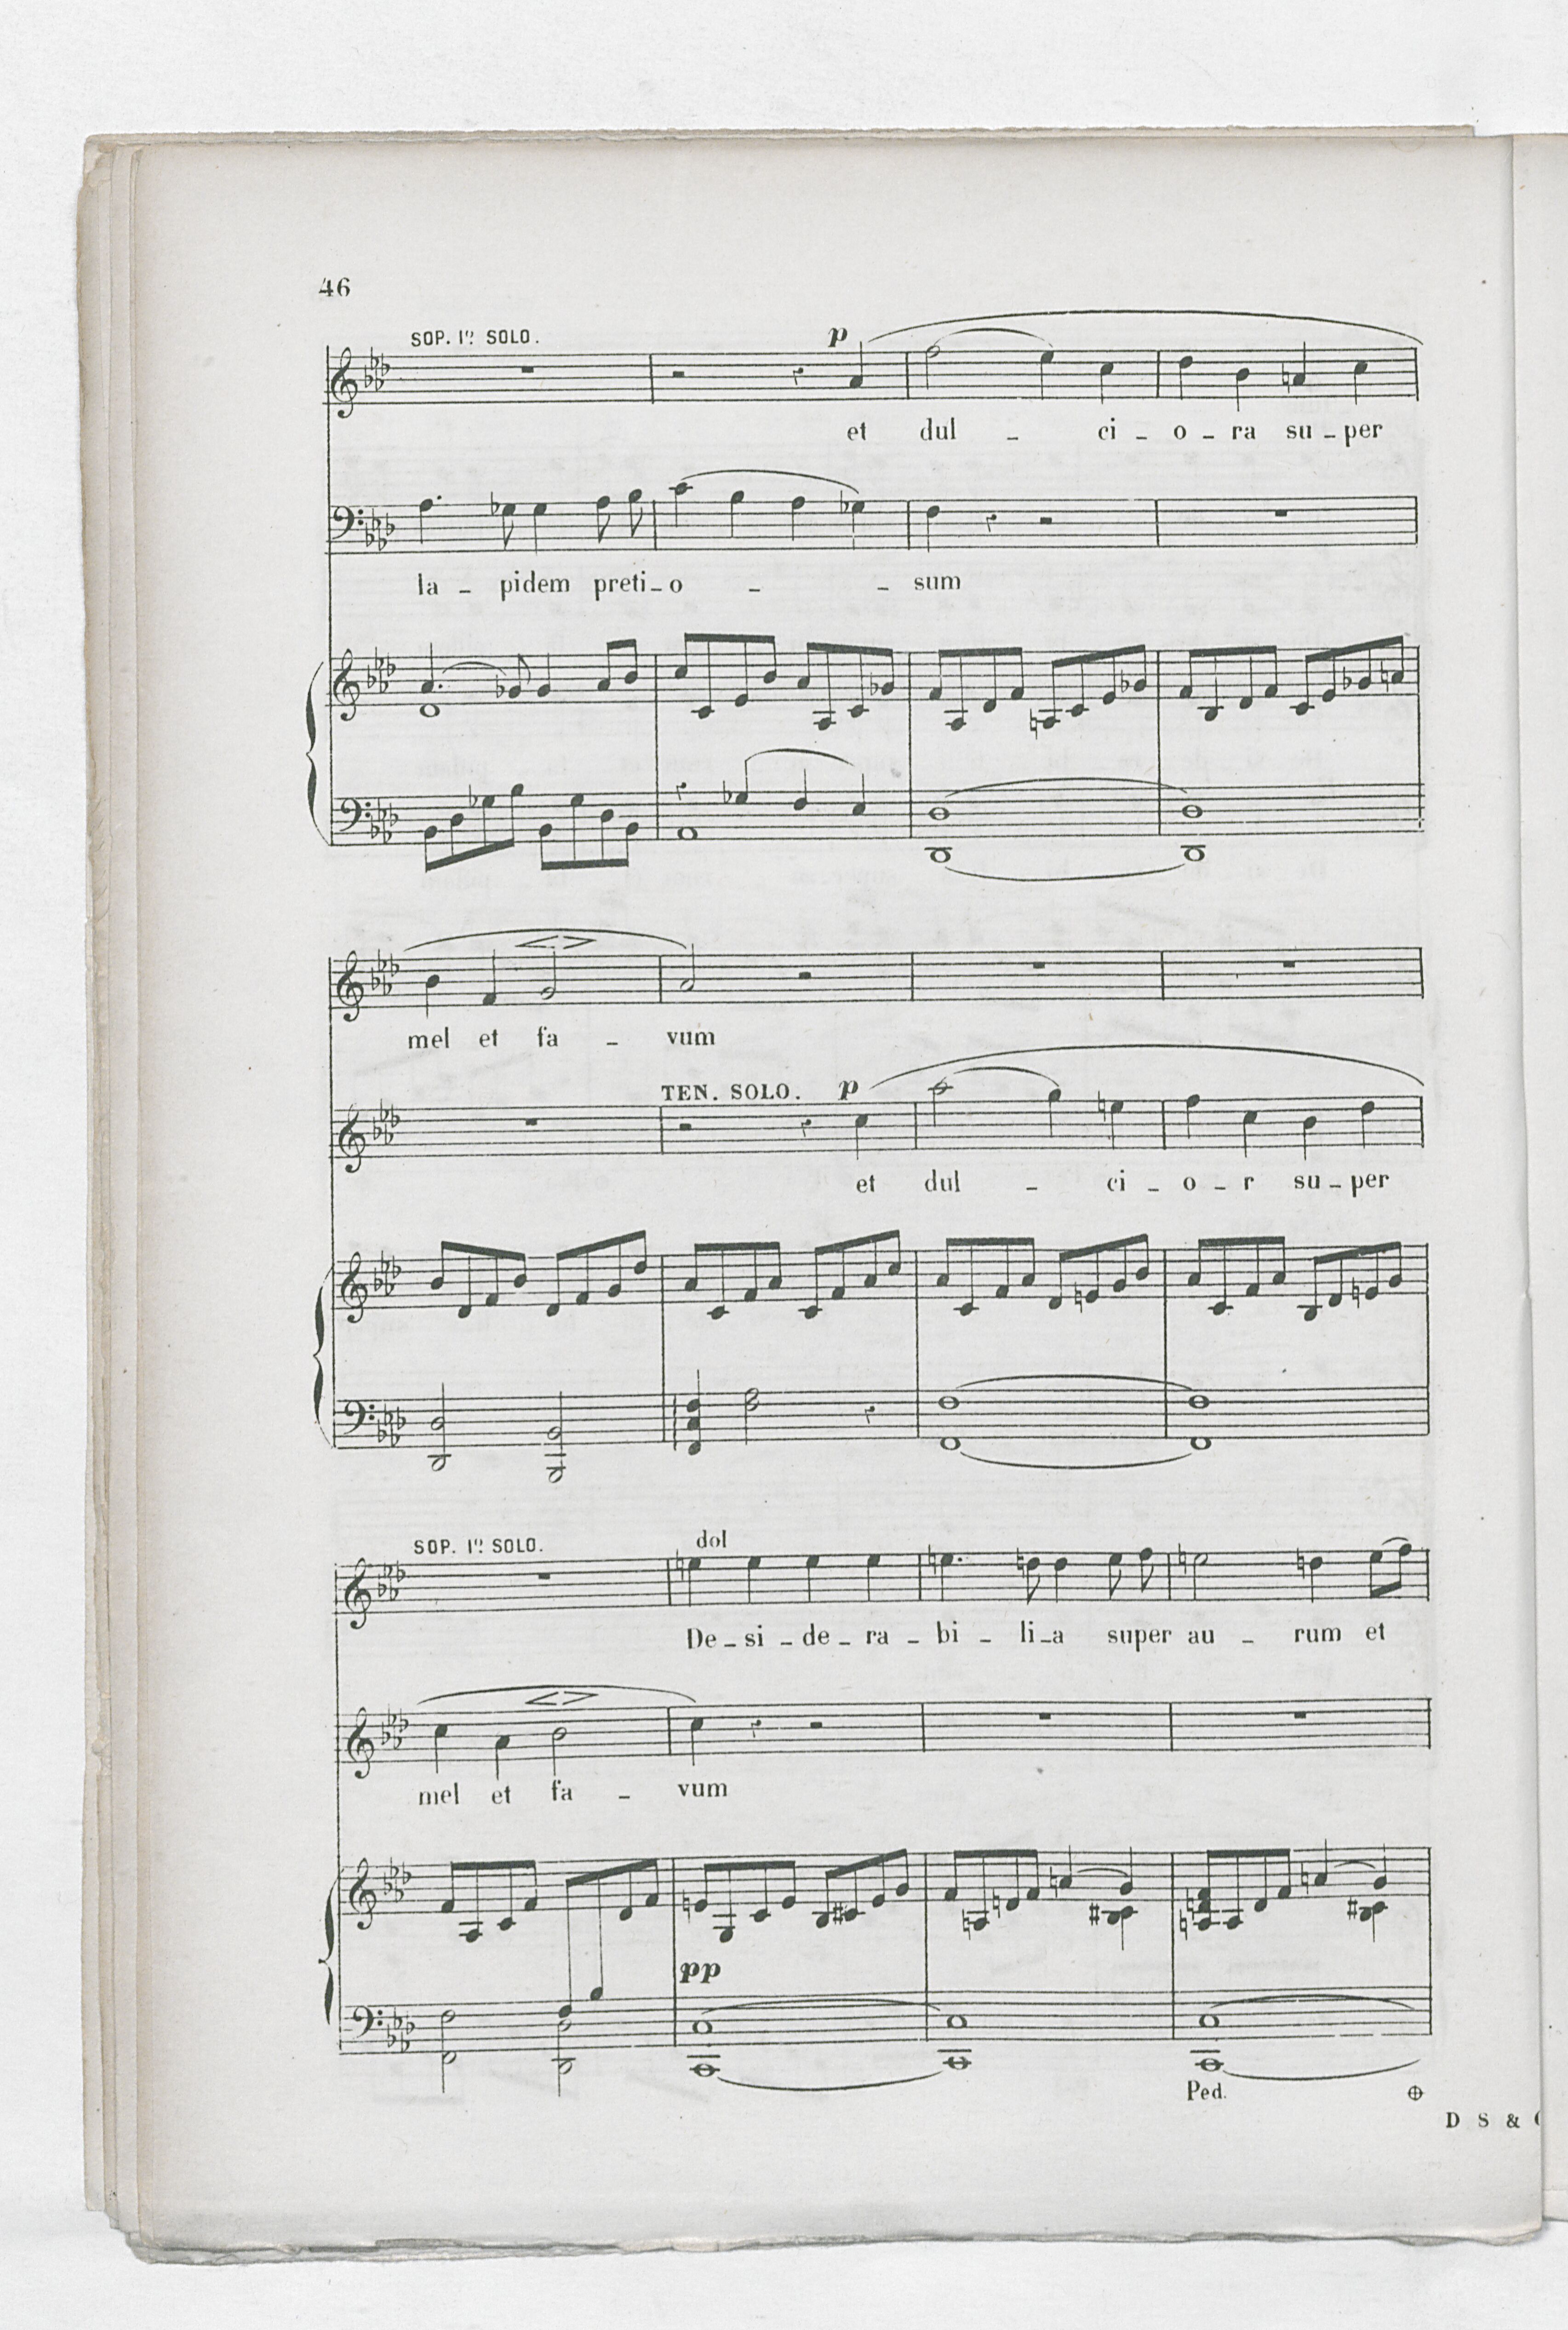 46
SOP. 1º SOLO.
p
et dul - ci - o - ra su - per
la - pidem preti - o - - sum
mel et fa - vum
TEN. SOLO. p
et dul - ci - o - r su - per
SOP. 1º SOLO.
dol
De - si - de - ra - bi - li - a super au - rum et
mel et fa - vum
pp
Ped.
D S &